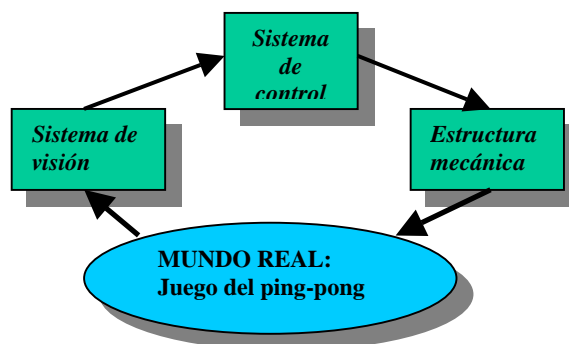 Sistema
de
control
Sistema de
visión
Estructura
mecánica
MUNDO REAL:
Juego del ping-pong